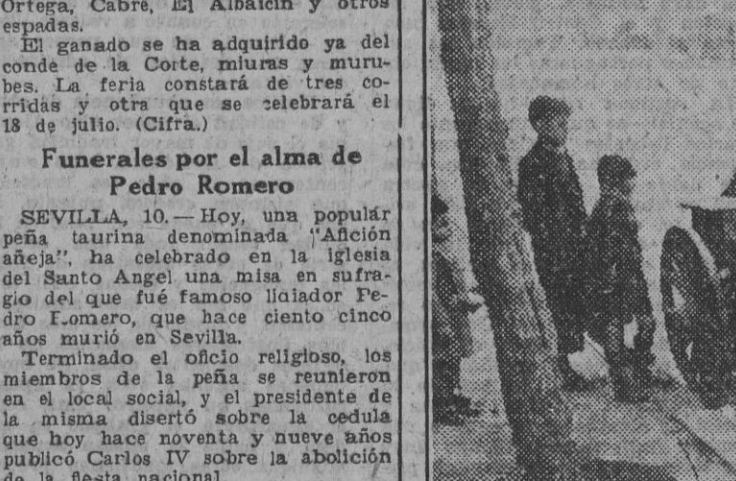 Ortega, Cabré, El Albaicín y otros
espadas.
El ganado se ha adquirido ya del
conde de la Corte, miuras y muru-
bes. La feria constará de tres co-
rridas y otra que se celebrará el
18 de julio. (Cifra.)
Funerales por el alma de
Pedro Romero
SEVILLA, 10. — Hoy, una popular
peña taurina denominada "Afición
añeja", ha celebrado en la iglesia
del Santo Angel una misa en sufra-
gio del que fué famoso lidiador Pe-
dro Romero, que hace ciento cinco
años murió en Sevilla.
Terminado el oficio religioso, los
miembros de la peña se reunieron
en el local social, y el presidente de
la misma disertó sobre la cedula
que hoy hace noventa y nueve años
publicó Carlos IV sobre la abolición
de la fiesta nacional